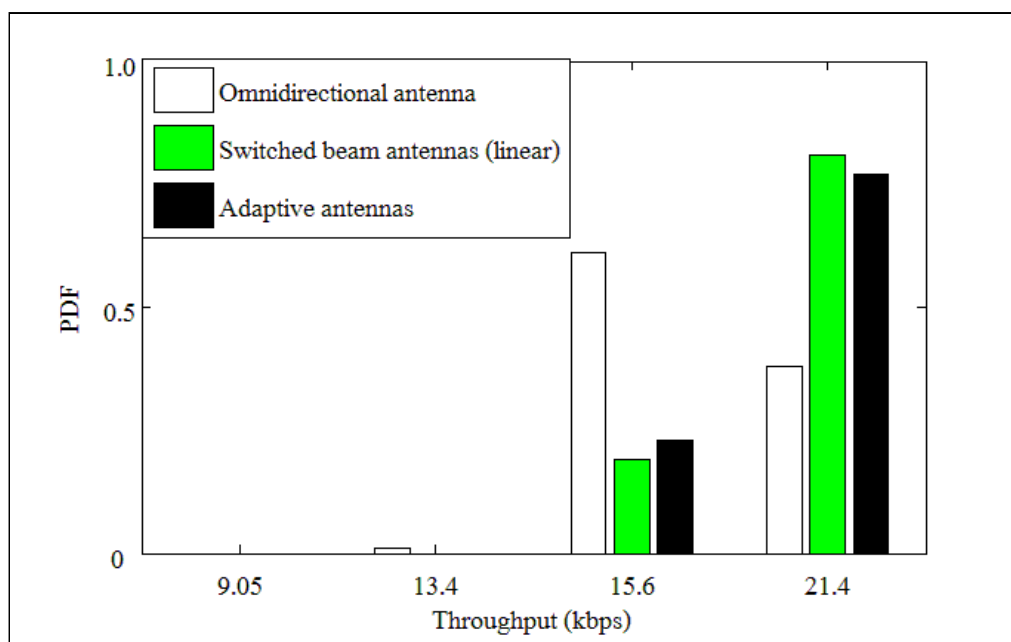 1.0
Omnidirectional antenna
Switched beam antennas (linear)
Adaptive antennas
PDF
0.5
0
9.05 13.4 15.6 21.4
Throughput (kbps)